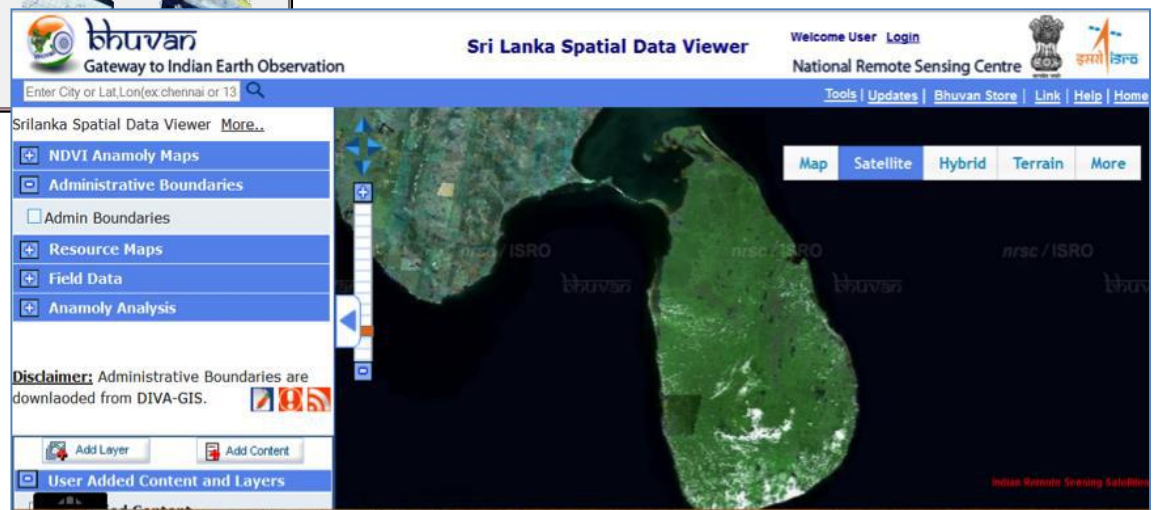 bhuvan
Gateway to Indian Earth Observation
Sri Lanka Spatial Data Viewer
Welcome User Login
National Remote Sensing Centre
इसरो isro
Enter City or Lat,Lon(ex:chennai or 13
Tools | Updates | Bhuvan Store | Link | Help | Home
Srilanka Spatial Data Viewer More..
NDVI Anamoly Maps
Administrative Boundaries
Admin Boundaries
Resource Maps
Field Data
Anamoly Analysis
Disclaimer: Administrative Boundaries are
downlaoded from DIVA-GIS.
Add Layer Add Content
User Added Content and Layers
Content
Map Satellite Hybrid Terrain More
nrsc / ISRO nrsc / ISRO nrsc / ISRO
bhuvan bhuvan bhuv
Indian Remote Sensing Satellites